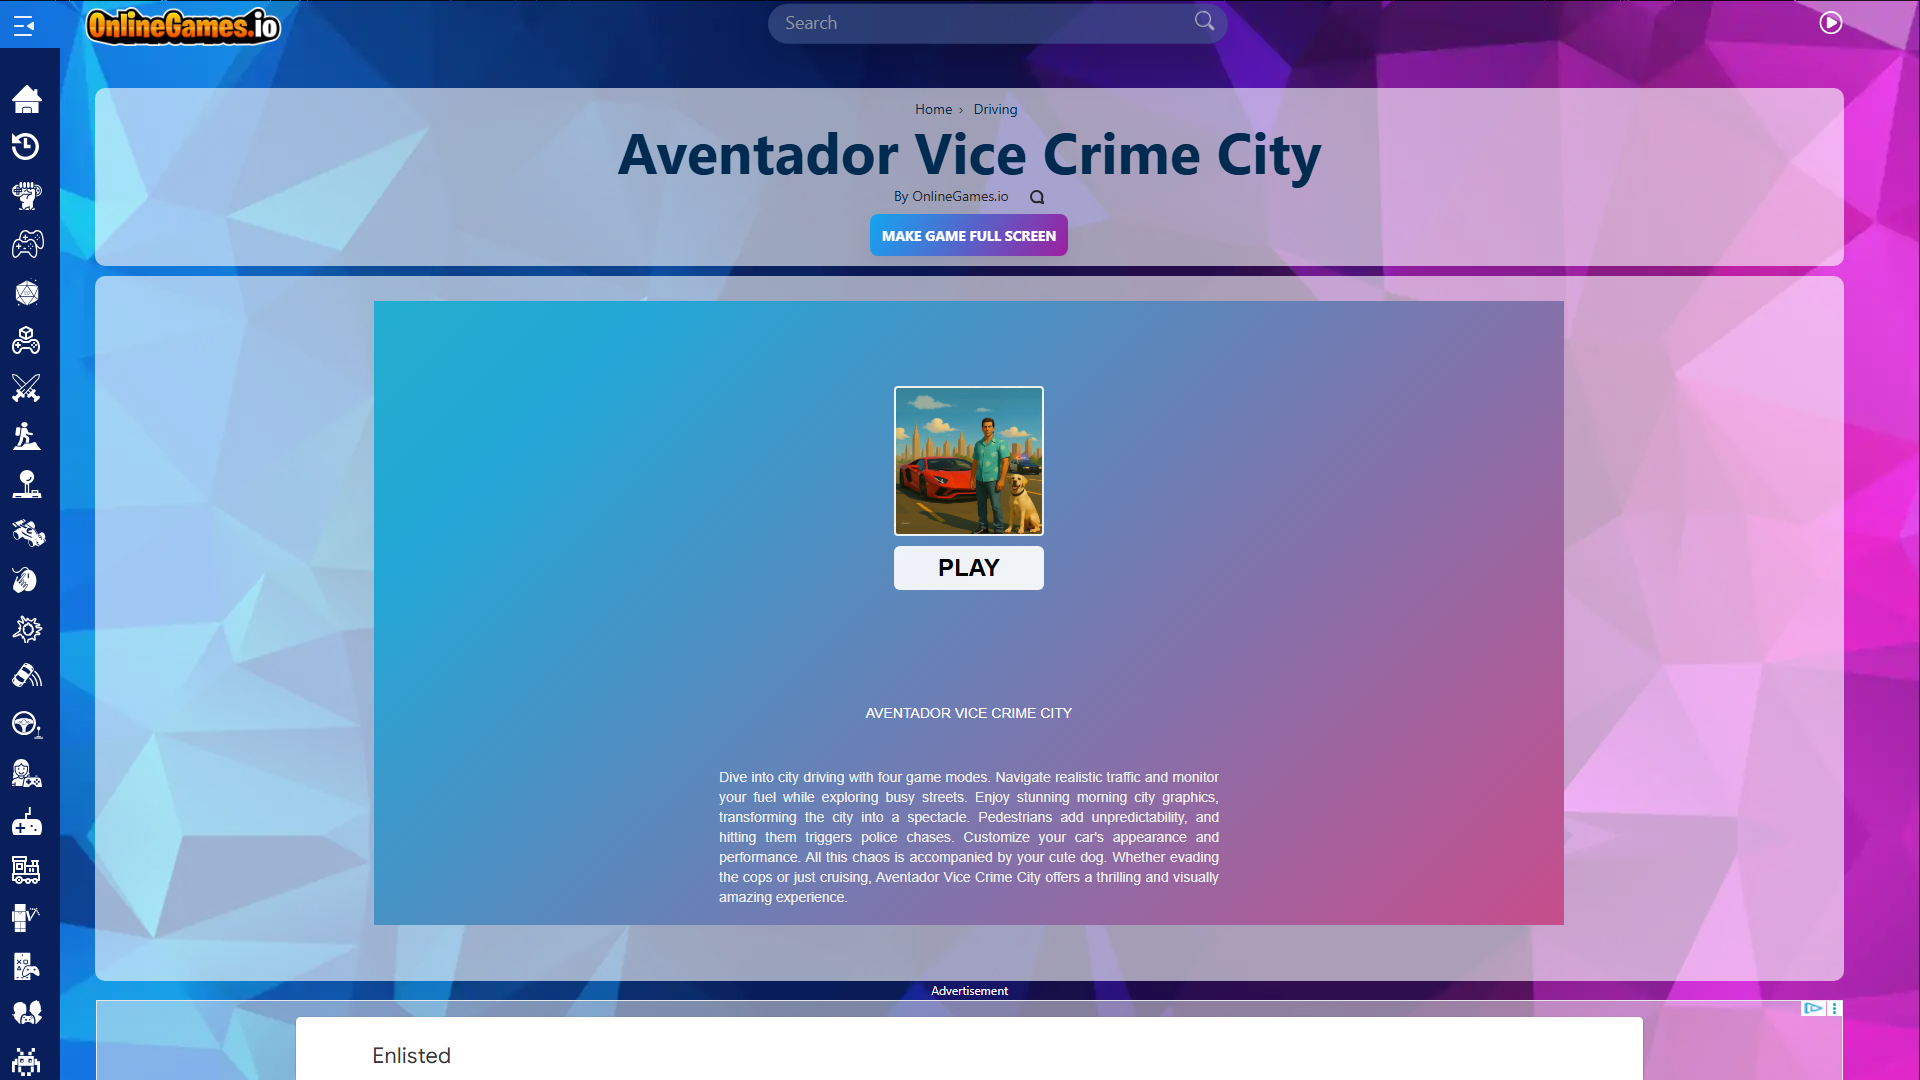 OnlineGames.io
Search
Home › Driving
Aventador Vice Crime City
By OnlineGames.io
MAKE GAME FULL SCREEN
PLAY
AVENTADOR VICE CRIME CITY
Dive into city driving with four game modes. Navigate realistic traffic and monitor
your fuel while exploring busy streets. Enjoy stunning morning city graphics,
transforming the city into a spectacle. Pedestrians add unpredictability, and
hitting them triggers police chases. Customize your car's appearance and
performance. All this chaos is accompanied by your cute dog. Whether evading
the cops or just cruising, Aventador Vice Crime City offers a thrilling and visually
amazing experience.
Advertisement
Enlisted